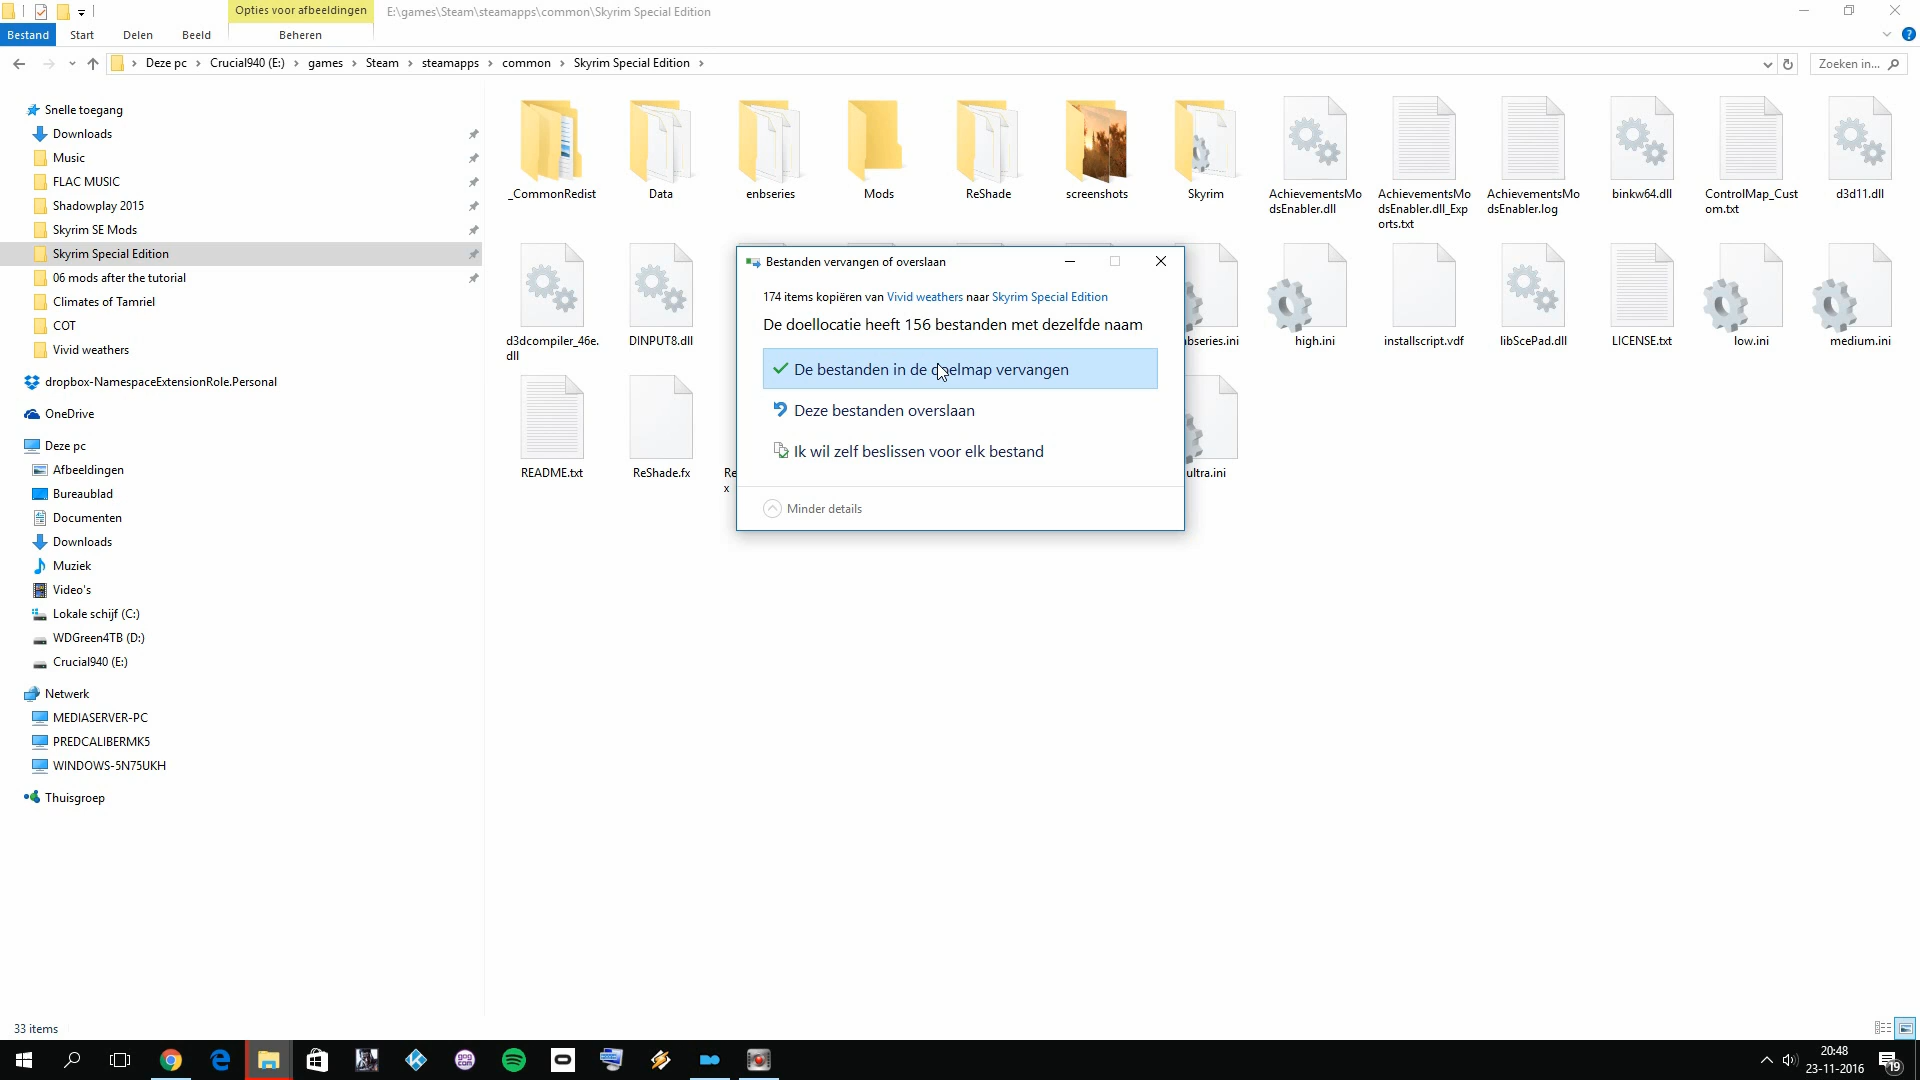 Opties voor afbeeldingen
E:\games\Steam\steamapps\common\Skyrim Special Edition
Bestand
Start
Delen
Beeld
Beheren
Deze pc > Crucial940 (E:) > games > Steam > steamapps > common > Skyrim Special Edition >
Zoeken in...
Snelle toegang
Downloads
Music
FLAC MUSIC
Shadowplay 2015
Skyrim SE Mods
Skyrim Special Edition
06 mods after the tutorial
Climates of Tamriel
COT
Vivid weathers
dropbox-NamespaceExtensionRole.Personal
OneDrive
Deze pc
Afbeeldingen
Bureaublad
Documenten
Downloads
Muziek
Video's
Lokale schijf (C:)
WDGreen4TB (D:)
Crucial940 (E:)
Netwerk
MEDIASERVER-PC
PREDCALIBERMK5
WINDOWS-5N75UKH
Thuisgroep
_CommonRedist
Data
enbseries
Mods
ReShade
screenshots
Skyrim
AchievementsMo
dsEnabler.dll
AchievementsMo
dsEnabler.dll_Exp
orts.txt
AchievementsMo
dsEnabler.log
binkw64.dll
ControlMap_Cust
om.txt
d3d11.dll
d3dcompiler_46e.
dll
DINPUT8.dll
bseries.ini
high.ini
installscript.vdf
libScePad.dll
LICENSE.txt
low.ini
medium.ini
README.txt
ReShade.fx
Re
x
ultra.ini
Bestanden vervangen of overslaan
174 items kopiëren van Vivid weathers naar Skyrim Special Edition
De doellocatie heeft 156 bestanden met dezelfde naam
De bestanden in de doelmap vervangen
Deze bestanden overslaan
Ik wil zelf beslissen voor elk bestand
Minder details
33 items
20:48
23-11-2016
19